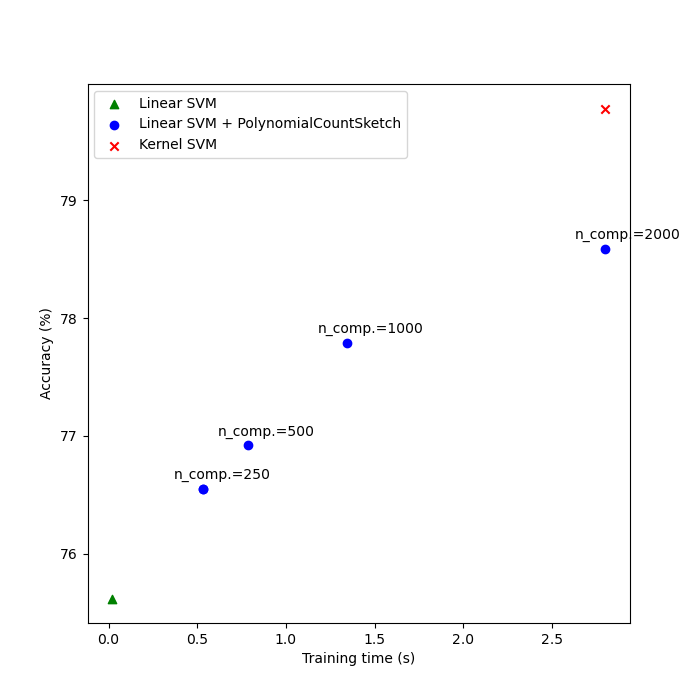 Linear SVM
Linear SVM + PolynomialCountSketch
Kernel SVM
79
n_comp.=2000
78
n_comp.=1000
77
n_comp.=500
n_comp.=250
76
Accuracy (%)
0.0 0.5 1.0 1.5 2.0 2.5
Training time (s)